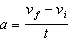 a = (v_f − v_i) / t